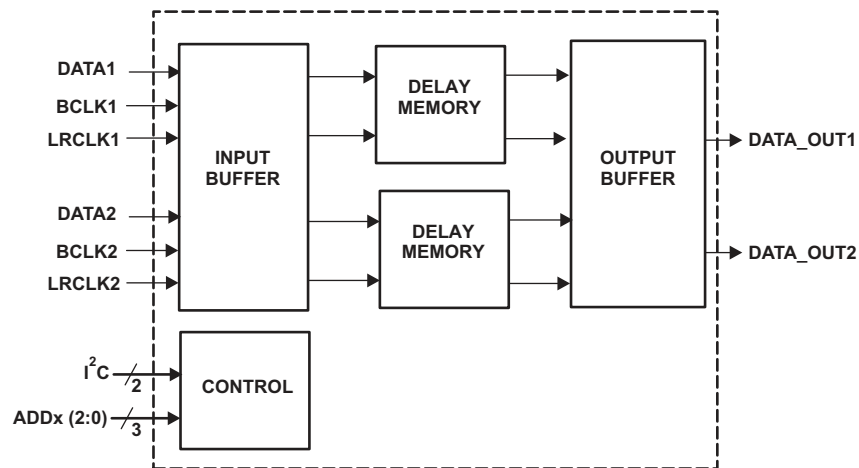 DATA1
BCLK1
LRCLK1
DATA2
BCLK2
LRCLK2
INPUT
BUFFER
DELAY
MEMORY
DELAY
MEMORY
OUTPUT
BUFFER
DATA_OUT1
DATA_OUT2
I²C
2
ADDx (2:0)
3
CONTROL